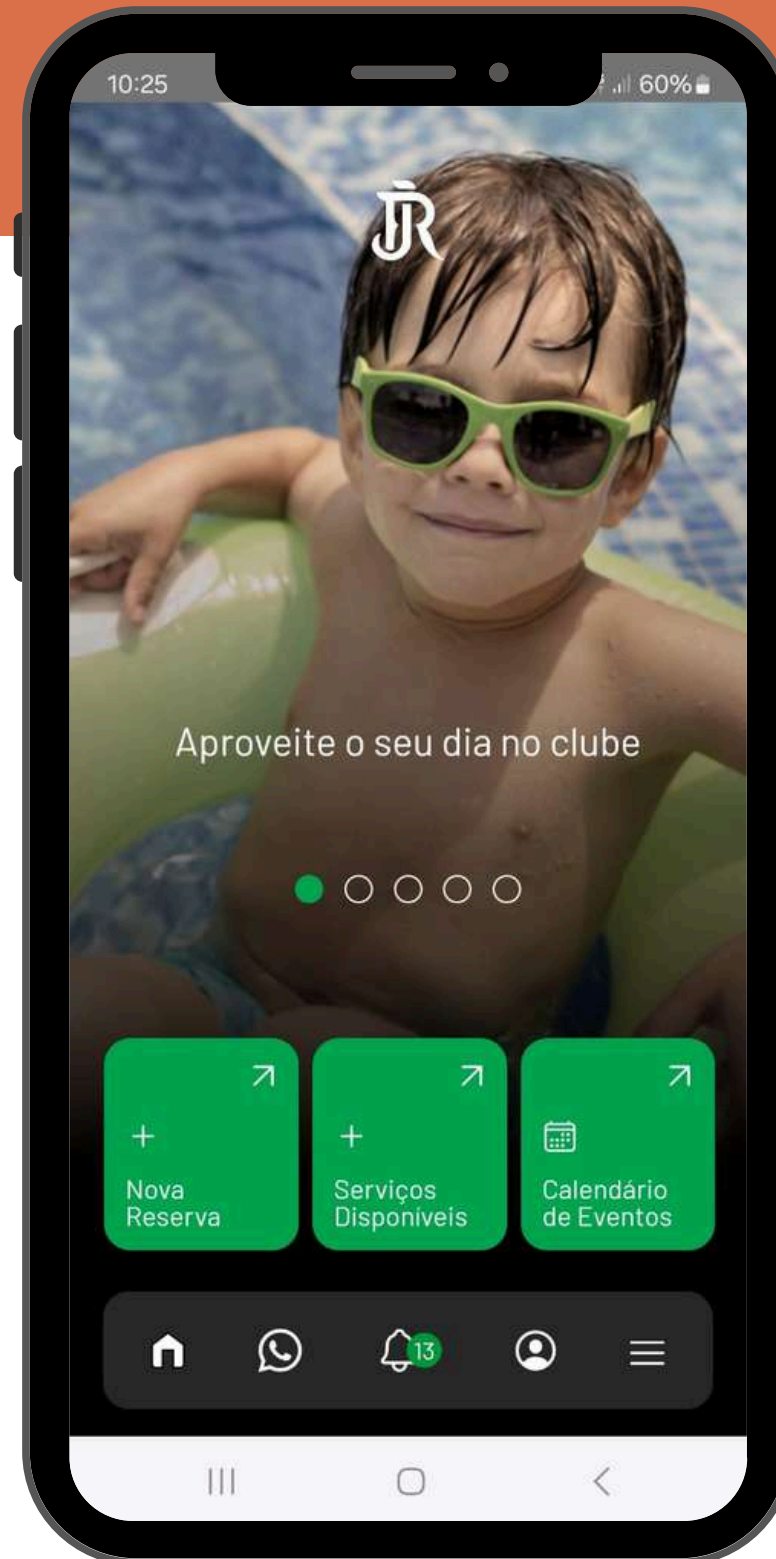 10:25
60%
JR
Aproveite o seu dia no clube
Nova
Reserva
Serviços
Disponíveis
Calendário
de Eventos
13